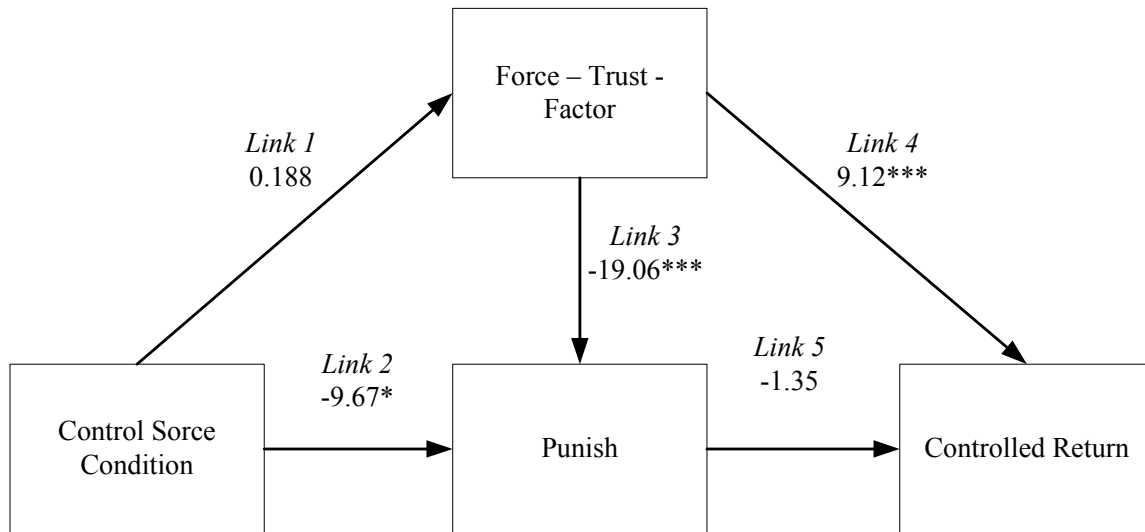 Force – Trust -
Factor
Link 1
0.188
Link 4
9.12***
Link 3
-19.06***
Link 2
-9.67*
Link 5
-1.35
Control Sorce
Condition
Punish
Controlled Return